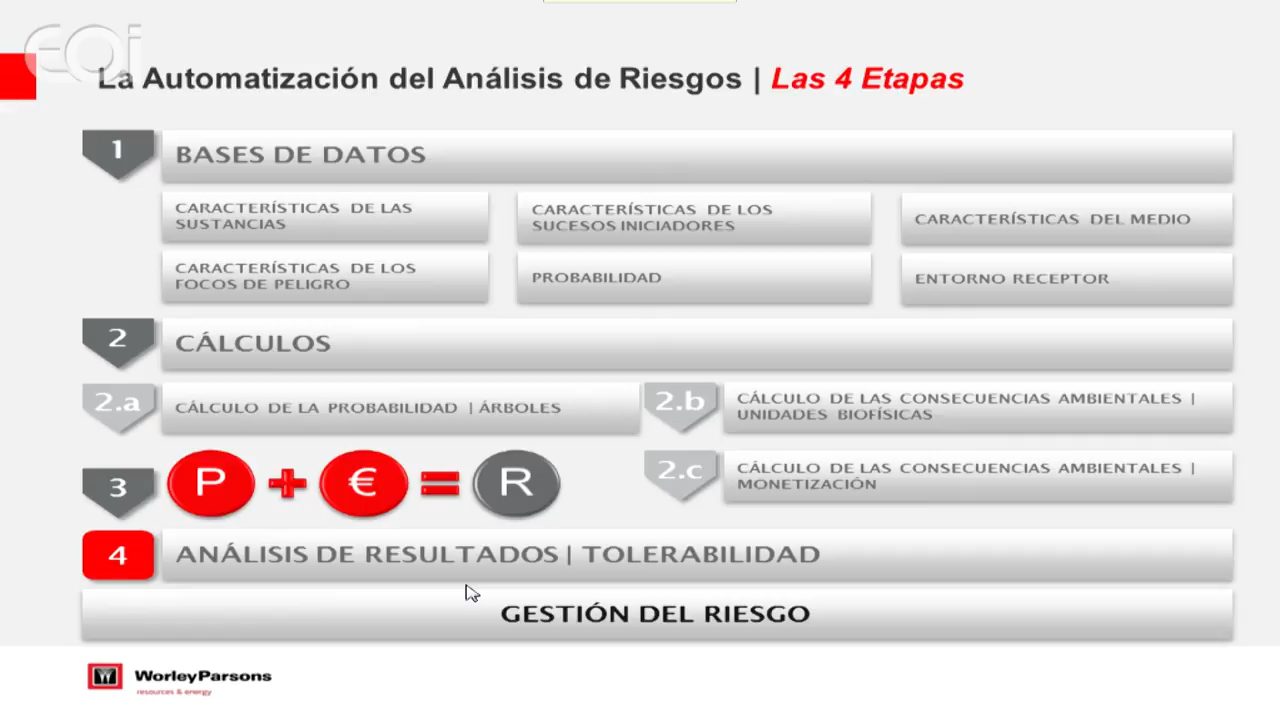 EOi
La Automatización del Análisis de Riesgos | Las 4 Etapas
1
BASES DE DATOS
CARACTERÍSTICAS DE LAS
SUSTANCIAS
CARACTERÍSTICAS DE LOS
SUCESOS INICIADORES
CARACTERÍSTICAS DEL MEDIO
CARACTERÍSTICAS DE LOS
FOCOS DE PELIGRO
PROBABILIDAD
ENTORNO RECEPTOR
2
CÁLCULOS
2.a
CÁLCULO DE LA PROBABILIDAD | ÁRBOLES
2.b
CÁLCULO DE LAS CONSECUENCIAS AMBIENTALES |
UNIDADES BIOFÍSICAS
3
P + € = R
2.c
CÁLCULO DE LAS CONSECUENCIAS AMBIENTALES |
MONETIZACIÓN
4
ANÁLISIS DE RESULTADOS | TOLERABILIDAD
GESTIÓN DEL RIESGO
WorleyParsons
resources & energy